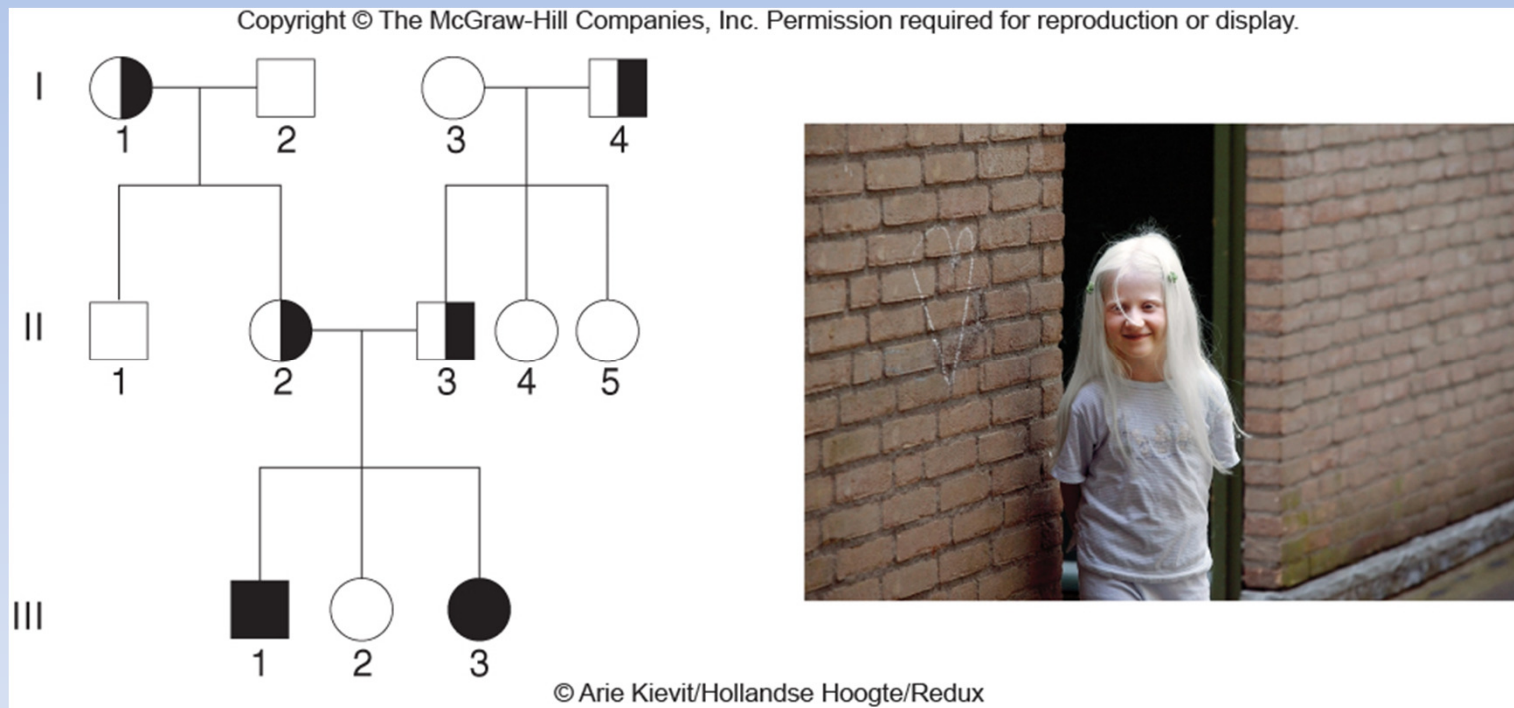 Copyright © The McGraw-Hill Companies, Inc. Permission required for reproduction or display.
I
1 2 3 4
II
1 2 3 4 5
III
1 2 3
© Arie Kievit/Hollandse Hoogte/Redux